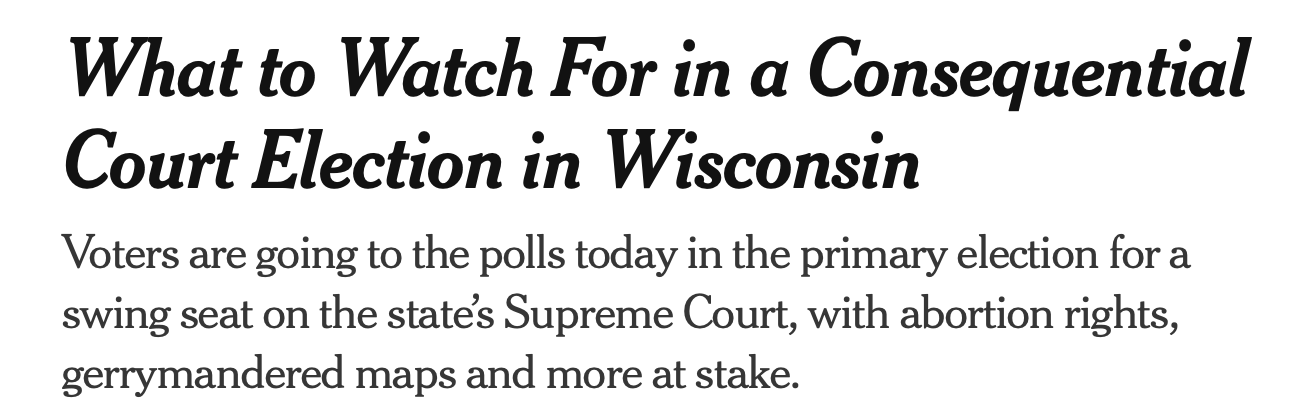 What to Watch For in a Consequential
Court Election in Wisconsin
Voters are going to the polls today in the primary election for a
swing seat on the state’s Supreme Court, with abortion rights,
gerrymandered maps and more at stake.